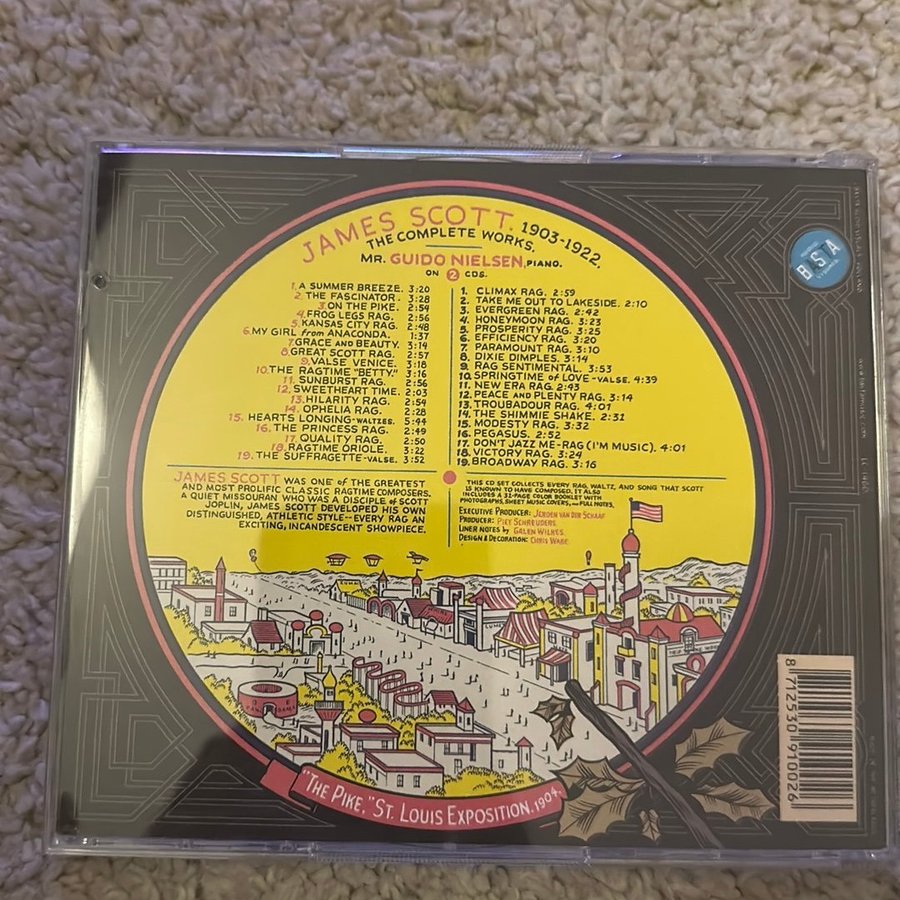 JAMES SCOTT. 1903-1922.
THE COMPLETE WORKS,
MR. GUIDO NIELSEN, PIANO.
ON 2 CDS.
1. A SUMMER BREEZE. 3:20
2. THE FASCINATOR. 3:28
3. ON THE PIKE. 2:54
4. FROG LEGS RAG. 2:56
5. KANSAS CITY RAG. 2:48
6. MY GIRL from ANACONDA. 1:37
7. GRACE AND BEAUTY. 3:14
8. GREAT SCOTT RAG. 2:57
9. VALSE VENICE. 3:18
10. THE RAGTIME "BETTY." 3:16
11. SUNBURST RAG. 2:56
12. SWEETHEART TIME. 2:03
13. HILARITY RAG. 2:54
14. OPHELIA RAG. 2:28
15. HEARTS LONGING-WALTZES. 5:44
16. THE PRINCESS RAG. 2:49
17. QUALITY RAG. 2:50
18. RAGTIME ORIOLE. 3:22
19. THE SUFFRAGETTE-VALSE. 3:52
1. CLIMAX RAG. 2:59
2. TAKE ME OUT TO LAKESIDE. 2:10
3. EVERGREEN RAG. 2:42
4. HONEYMOON RAG. 3:23
5. PROSPERITY RAG. 3:25
6. EFFICIENCY RAG. 3:20
7. PARAMOUNT RAG. 3:10
8. DIXIE DIMPLES. 3:14
9. RAG SENTIMENTAL. 3:53
10. SPRINGTIME of LOVE-VALSE. 4:39
11. NEW ERA RAG. 2:43
12. PEACE AND PLENTY RAG. 3:14
13. TROUBADOUR RAG. 4:01
14. THE SHIMMIE SHAKE. 2:31
15. MODESTY RAG. 3:32
16. PEGASUS. 2:52
17. DON'T JAZZ ME-RAG (I'M MUSIC). 4:01
18. VICTORY RAG. 3:24
19. BROADWAY RAG. 3:16
JAMES SCOTT WAS ONE OF THE GREATEST
AND MOST PROLIFIC CLASSIC RAGTIME COMPOSERS.
A QUIET MISSOURAN WHO WAS A DISCIPLE OF SCOTT
JOPLIN, JAMES SCOTT DEVELOPED HIS OWN
DISTINGUISHED, ATHLETIC STYLE--EVERY RAG AN
EXCITING, INCANDESCENT SHOWPIECE.
THIS CD SET COLLECTS EVERY RAG, WALTZ, AND SONG THAT SCOTT
IS KNOWN TO HAVE COMPOSED. IT ALSO
INCLUDES A 32-PAGE COLOR BOOKLET WITH
PHOTOGRAPHS, SHEET MUSIC COVERS, AND FULL NOTES.
EXECUTIVE PRODUCER: JEROEN VAN DER SCHAAF
PRODUCER: PIET SCHREUDERS.
LINER NOTES by GALEN WILKES.
DESIGN & DECORATION: CHRIS WARE.
BSTA
"THE PIKE," ST. LOUIS EXPOSITION. 1904.
8 712530 910026